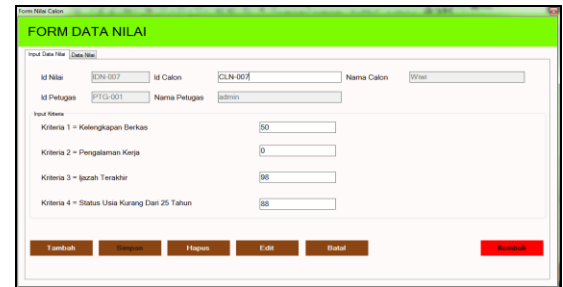 Form Nilai Calon
FORM DATA NILAI
Input Data Nilai Data Nilai
Id Nilai IDN-007 Id Calon CLN-007 Nama Calon Wiwi
Id Petugas PTG-001 Nama Petugas admin
Input Kriteria
Kriteria 1 = Kelengkapan Berkas 50
Kriteria 2 = Pengalaman Kerja 0
Kriteria 3 = Ijazah Terakhir 98
Kriteria 4 = Status Usia Kurang Dari 25 Tahun 88
Tambah Simpan Hapus Edit Batal Kembali